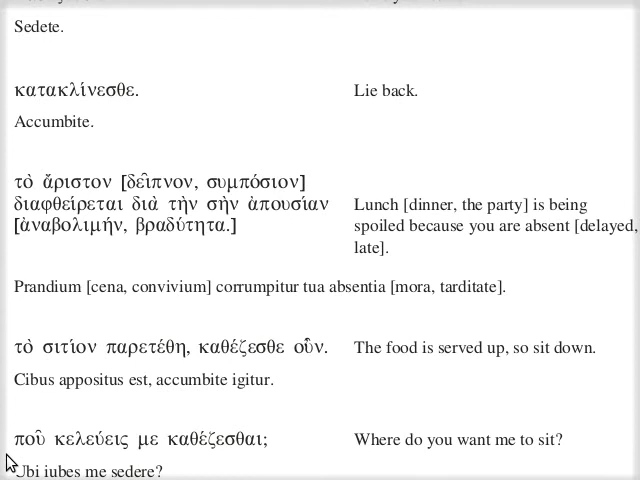 Sedete.
κατακλίνεσθε.
Lie back.
Accumbite.
τὸ ἄριστον [δεῖπνον, συμπόσιον]
διαφθείρεται διὰ τὴν σὴν ἀπουσίαν
[ἀναβολιμήν, βραδύτητα.]
Lunch [dinner, the party] is being
spoiled because you are absent [delayed,
late].
Prandium [cena, convivium] corrumpitur tua absentia [mora, tarditate].
τὸ σιτίον παρετέθη, καθέζεσθε οὖν.
The food is served up, so sit down.
Cibus appositus est, accumbite igitur.
ποῦ κελεύεις με καθέζεσθαι;
Where do you want me to sit?
Ubi iubes me sedere?